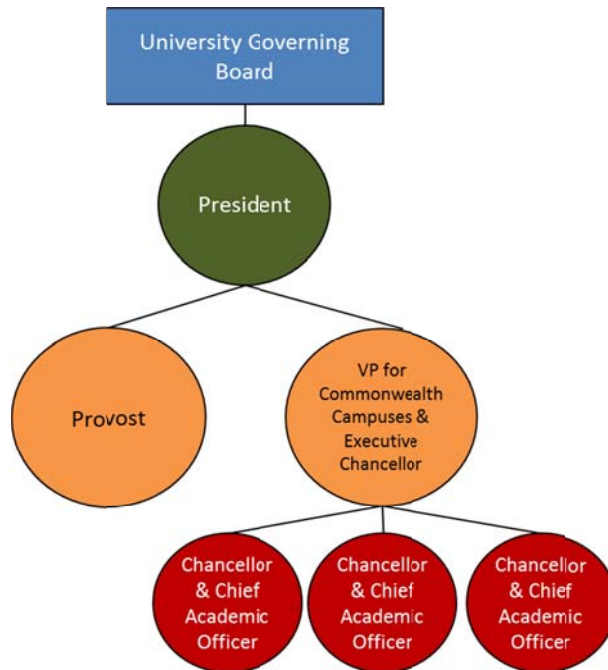 University Governing
Board
President
Provost
VP for
Commonwealth
Campuses &
Executive
Chancellor
Chancellor
& Chief
Academic
Officer
Chancellor
& Chief
Academic
Officer
Chancellor
& Chief
Academic
Officer